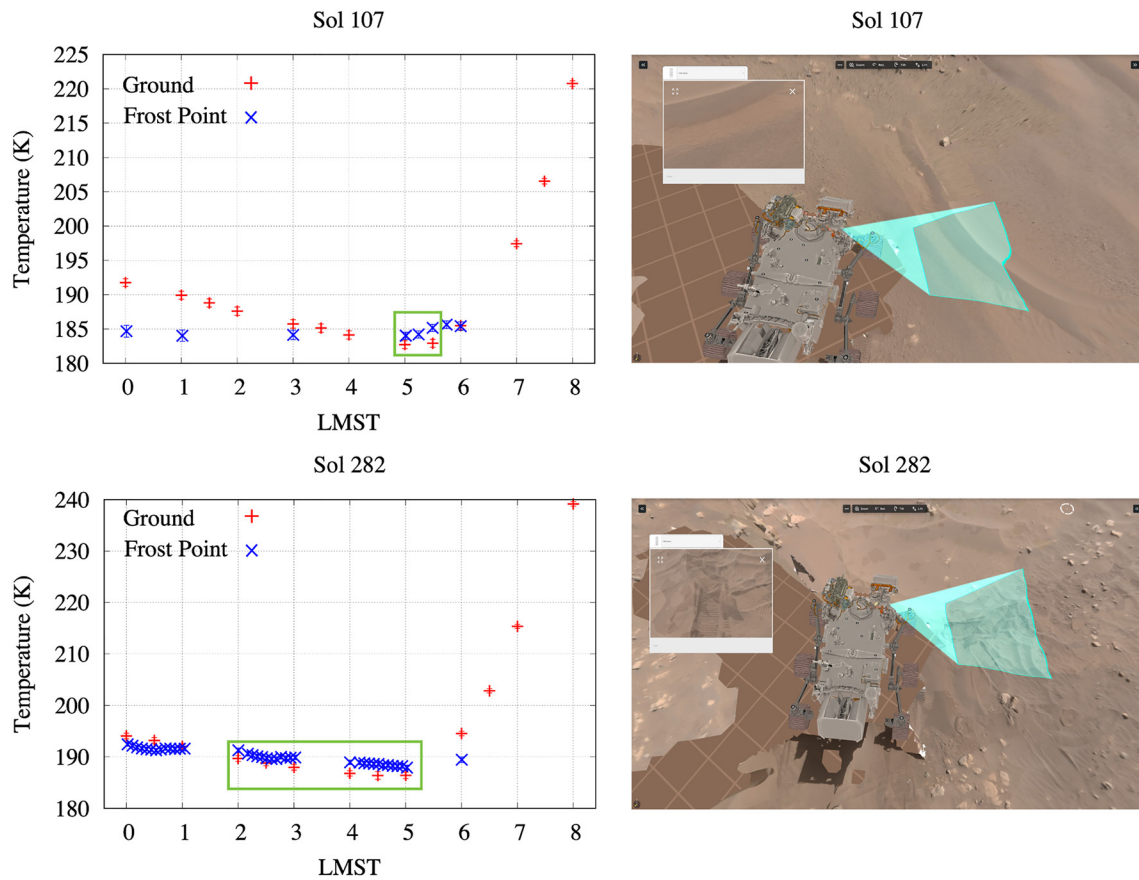 Sol 107
Sol 107
225
220
215
210
205
200
195
190
185
180
Temperature (K)
Ground
Frost Point
0 1 2 3 4 5 6 7 8
LMST
Sol 282
Sol 282
240
230
220
210
200
190
180
Temperature (K)
Ground
Frost Point
0 1 2 3 4 5 6 7 8
LMST